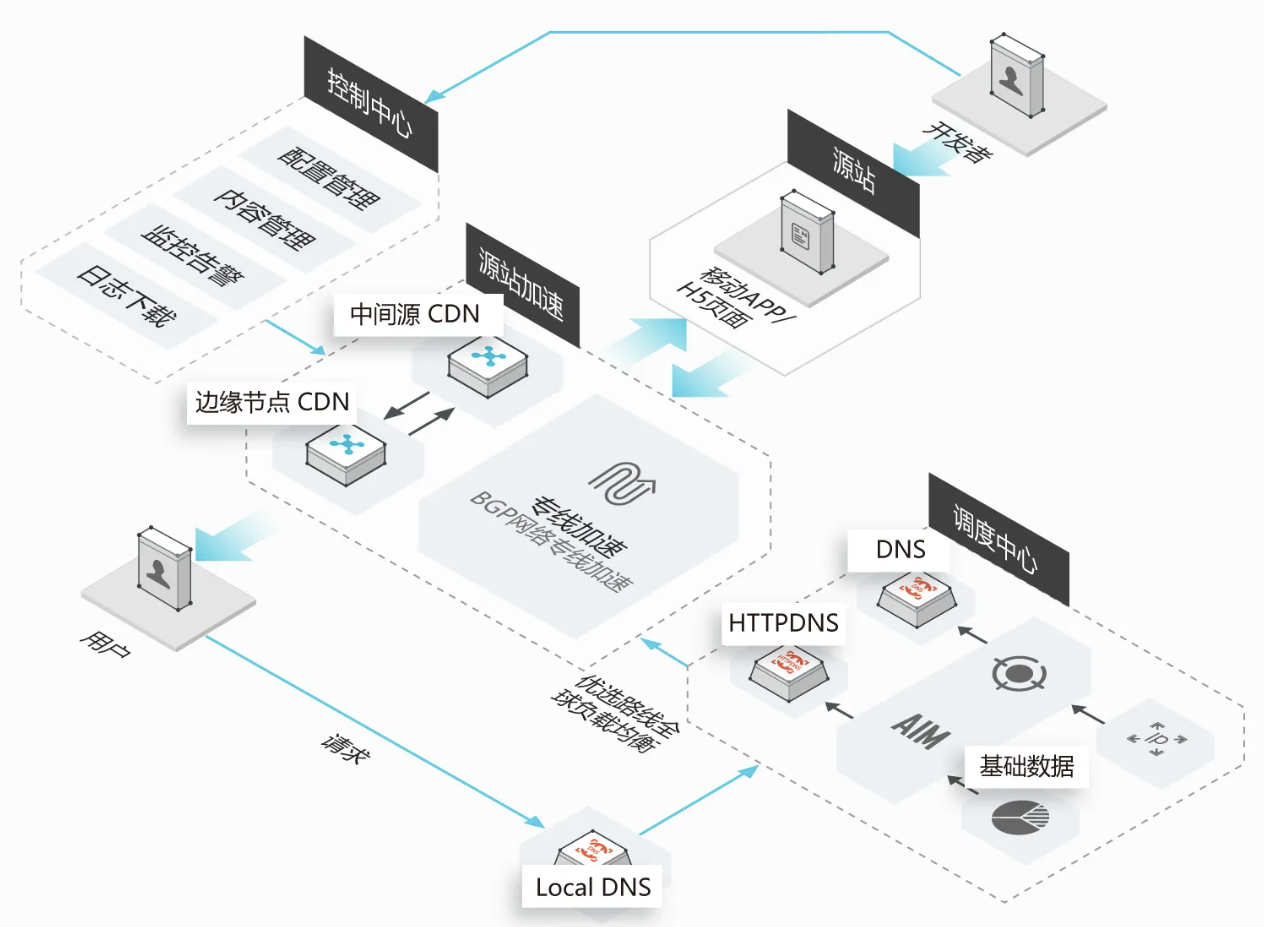 控制中心
配置管理
内容管理
监控告警
日志下载
开发者
源站
移动APP/
H5页面
源站加速
中间源 CDN
边缘节点 CDN
专线加速
BGP网络专线加速
用户
请求
优选路线全
球负载均衡
调度中心
DNS
DNS
HTTPDNS
HTTPDNS
AIM
IP
基础数据
DNS
Local DNS